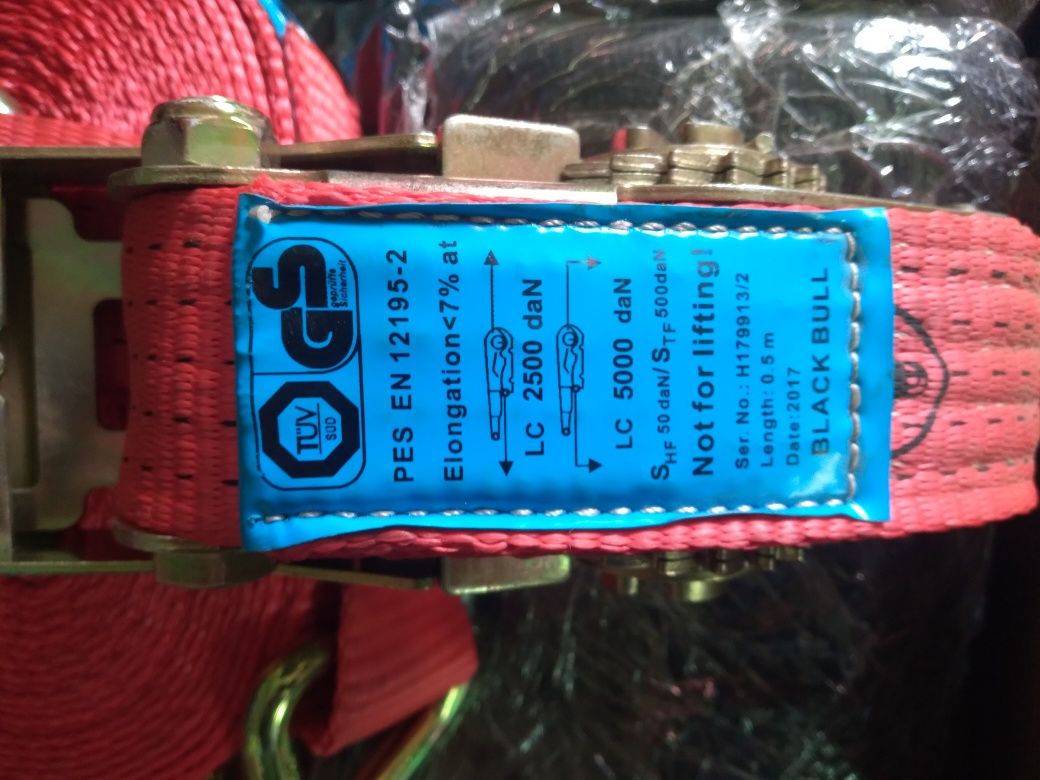 TÜV
SÜD
GS
geprüfte
Sicherheit
PES EN 12195-2
Elongation<7% at
LC 2500 daN
LC 5000 daN
SHF 50 daN/ STF 500daN
Not for lifting!
Ser. No.: H179913/2
Length: 0.5 m
Date:2017
BLACK BULL